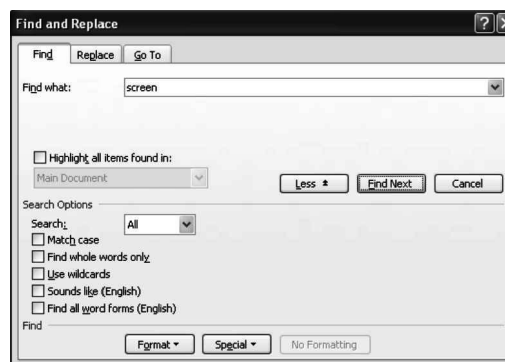 Find and Replace
Find Replace Go To
Find what: screen
Highlight all items found in:
Main Document
Less Find Next Cancel
Search Options
Search: All
Match case
Find whole words only
Use wildcards
Sounds like (English)
Find all word forms (English)
Find
Format Special No Formatting